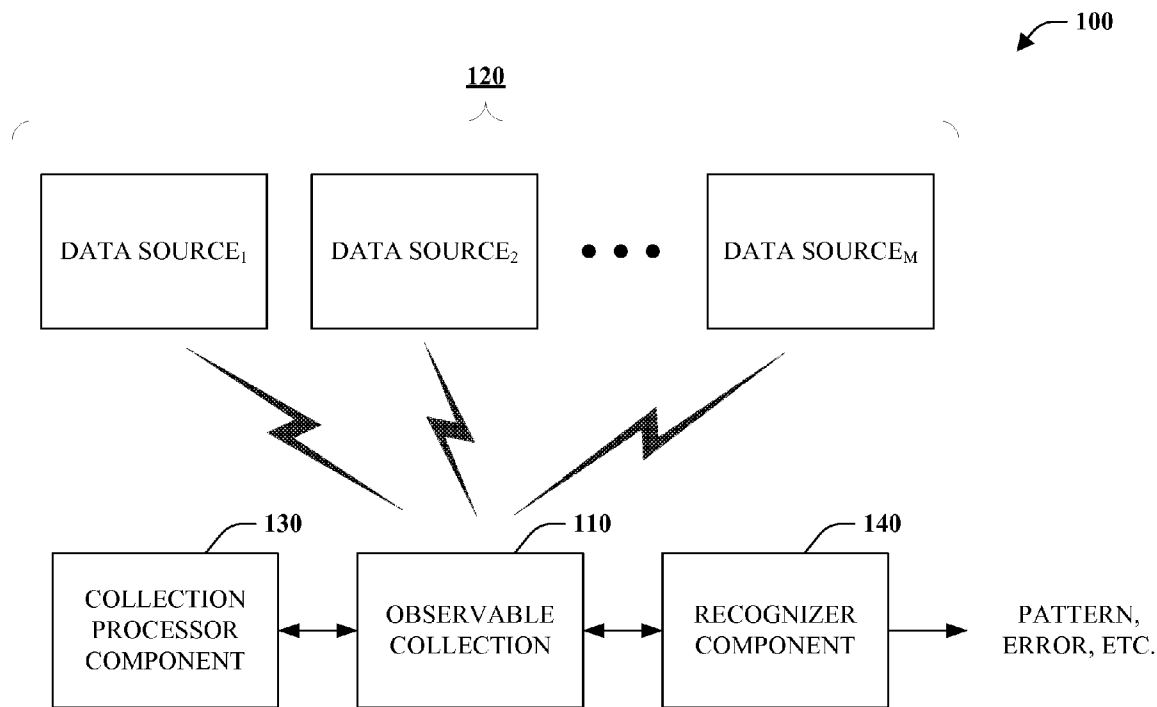 100
120
DATA SOURCE₁
DATA SOURCE₂
DATA SOURCEₘ
130
110
140
COLLECTION
PROCESSOR
COMPONENT
OBSERVABLE
COLLECTION
RECOGNIZER
COMPONENT
PATTERN,
ERROR, ETC.